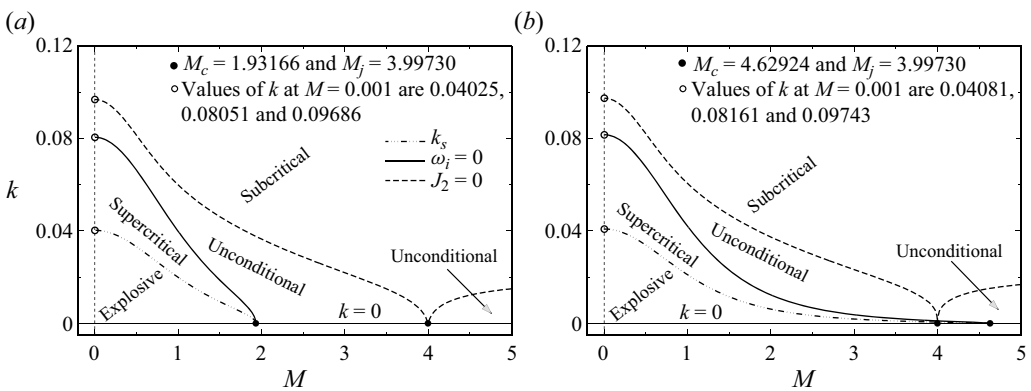 (a)
0.12
0.08
0.04
0
k
M_c = 1.93166 and M_j = 3.99730
Values of k at M = 0.001 are 0.04025,
0.08051 and 0.09686
k_s
ω_i = 0
J_2 = 0
Subcritical
Supercritical
Unconditional
Unconditional
Explosive
k = 0
0 1 2 3 4 5
M
(b)
0.12
0.08
0.04
0
M_c = 4.62924 and M_j = 3.99730
Values of k at M = 0.001 are 0.04081,
0.08161 and 0.09743
Subcritical
Supercritical
Unconditional
Unconditional
Explosive
k = 0
0 1 2 3 4 5
M